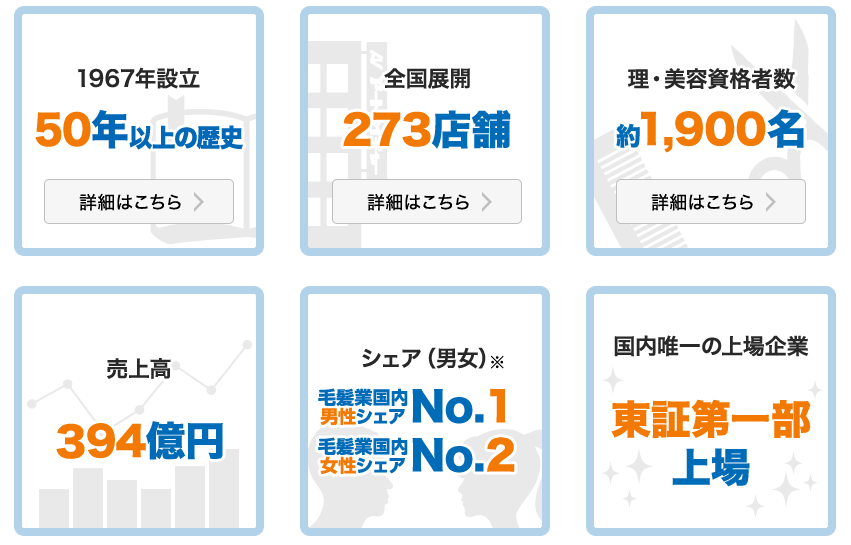 1967年設立
50年以上の歴史
詳細はこちら
全国展開
273店舗
詳細はこちら
理・美容資格者数
約1,900名
詳細はこちら
売上高
394億円
シェア（男女）※
毛髪業国内
男性シェア No.1
毛髪業国内
女性シェア No.2
国内唯一の上場企業
東証第一部
上場